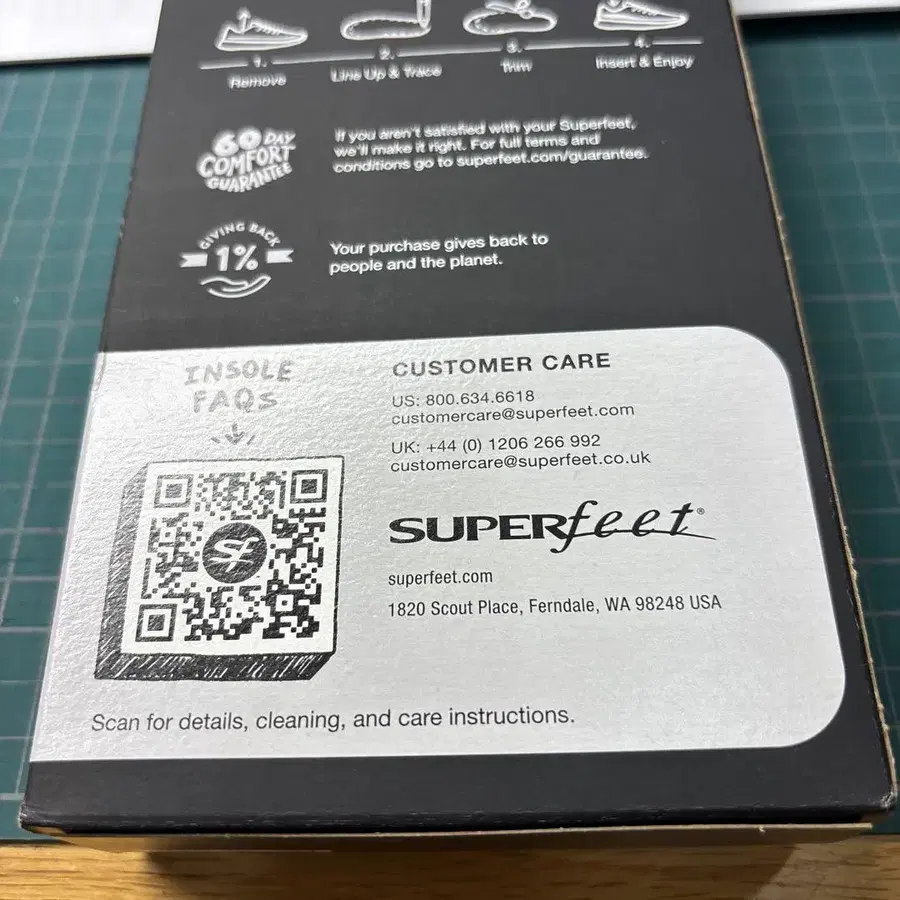 1.
2.
3.
4.
Remove
Line Up & Trace
Trim
Insert & Enjoy
60 DAY
COMFORT
GUARANTEE
If you aren't satisfied with your Superfeet,
we'll make it right. For full terms and
conditions go to superfeet.com/guarantee.
GIVING BACK
1%
Your purchase gives back to
people and the planet.
INSOLE
FAQS
Sf
CUSTOMER CARE
US: 800.634.6618
customercare@superfeet.com
UK: +44 (0) 1206 266 992
customercare@superfeet.co.uk
SUPERfeet®
superfeet.com
1820 Scout Place, Ferndale, WA 98248 USA
Scan for details, cleaning, and care instructions.